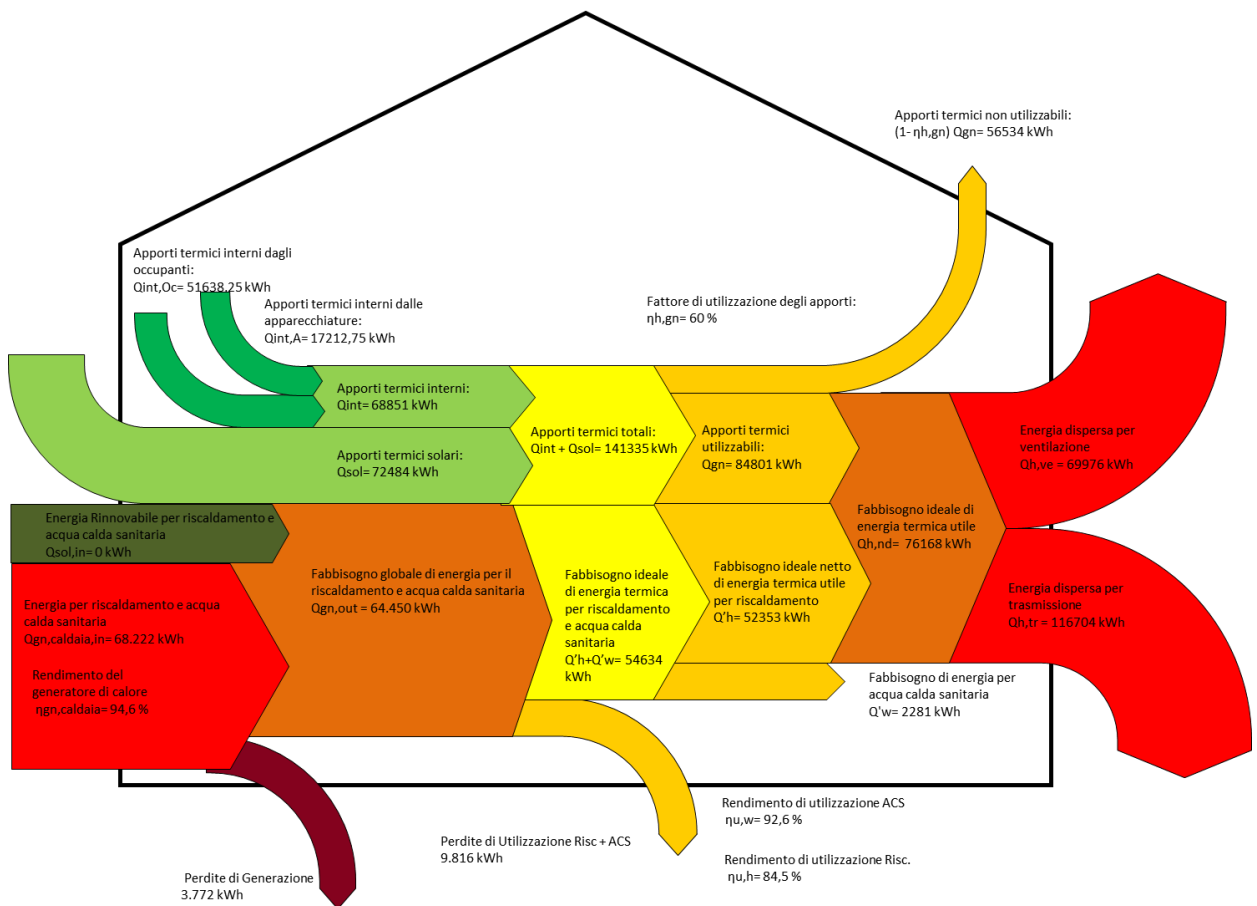 Apporti termici non utilizzabili:
(1- ηh,gn) Qgn= 56534 kWh
Apporti termici interni dagli
occupanti:
Qint,Oc= 51638,25 kWh
Apporti termici interni dalle
apparecchiature:
Qint,A= 17212,75 kWh
Fattore di utilizzazione degli apporti:
ηh,gn= 60 %
Apporti termici interni:
Qint= 68851 kWh
Apporti termici solari:
Qsol= 72484 kWh
Apporti termici totali:
Qint + Qsol= 141335 kWh
Apporti termici
utilizzabili:
Qgn= 84801 kWh
Energia dispersa per
ventilazione
Qh,ve = 69976 kWh
Energia Rinnovabile per riscaldamento e
acqua calda sanitaria
Qsol,in= 0 kWh
Fabbisogno ideale di
energia termica utile
Qh,nd= 76168 kWh
Energia per riscaldamento e acqua
calda sanitaria
Qgn,caldaia,in= 68.222 kWh
Rendimento del
generatore di calore
ηgn,caldaia= 94,6 %
Fabbisogno globale di energia per il
riscaldamento e acqua calda sanitaria
Qgn,out = 64.450 kWh
Fabbisogno ideale
di energia termica
per riscaldamento
e acqua calda
sanitaria
Q'h+Q'w= 54634
kWh
Fabbisogno ideale netto
di energia termica utile
per riscaldamento
Q'h= 52353 kWh
Energia dispersa per
trasmissione
Qh,tr = 116704 kWh
Fabbisogno di energia per
acqua calda sanitaria
Q'w= 2281 kWh
Rendimento di utilizzazione ACS
ηu,w= 92,6 %
Perdite di Utilizzazione Risc + ACS
9.816 kWh
Rendimento di utilizzazione Risc.
ηu,h= 84,5 %
Perdite di Generazione
3.772 kWh